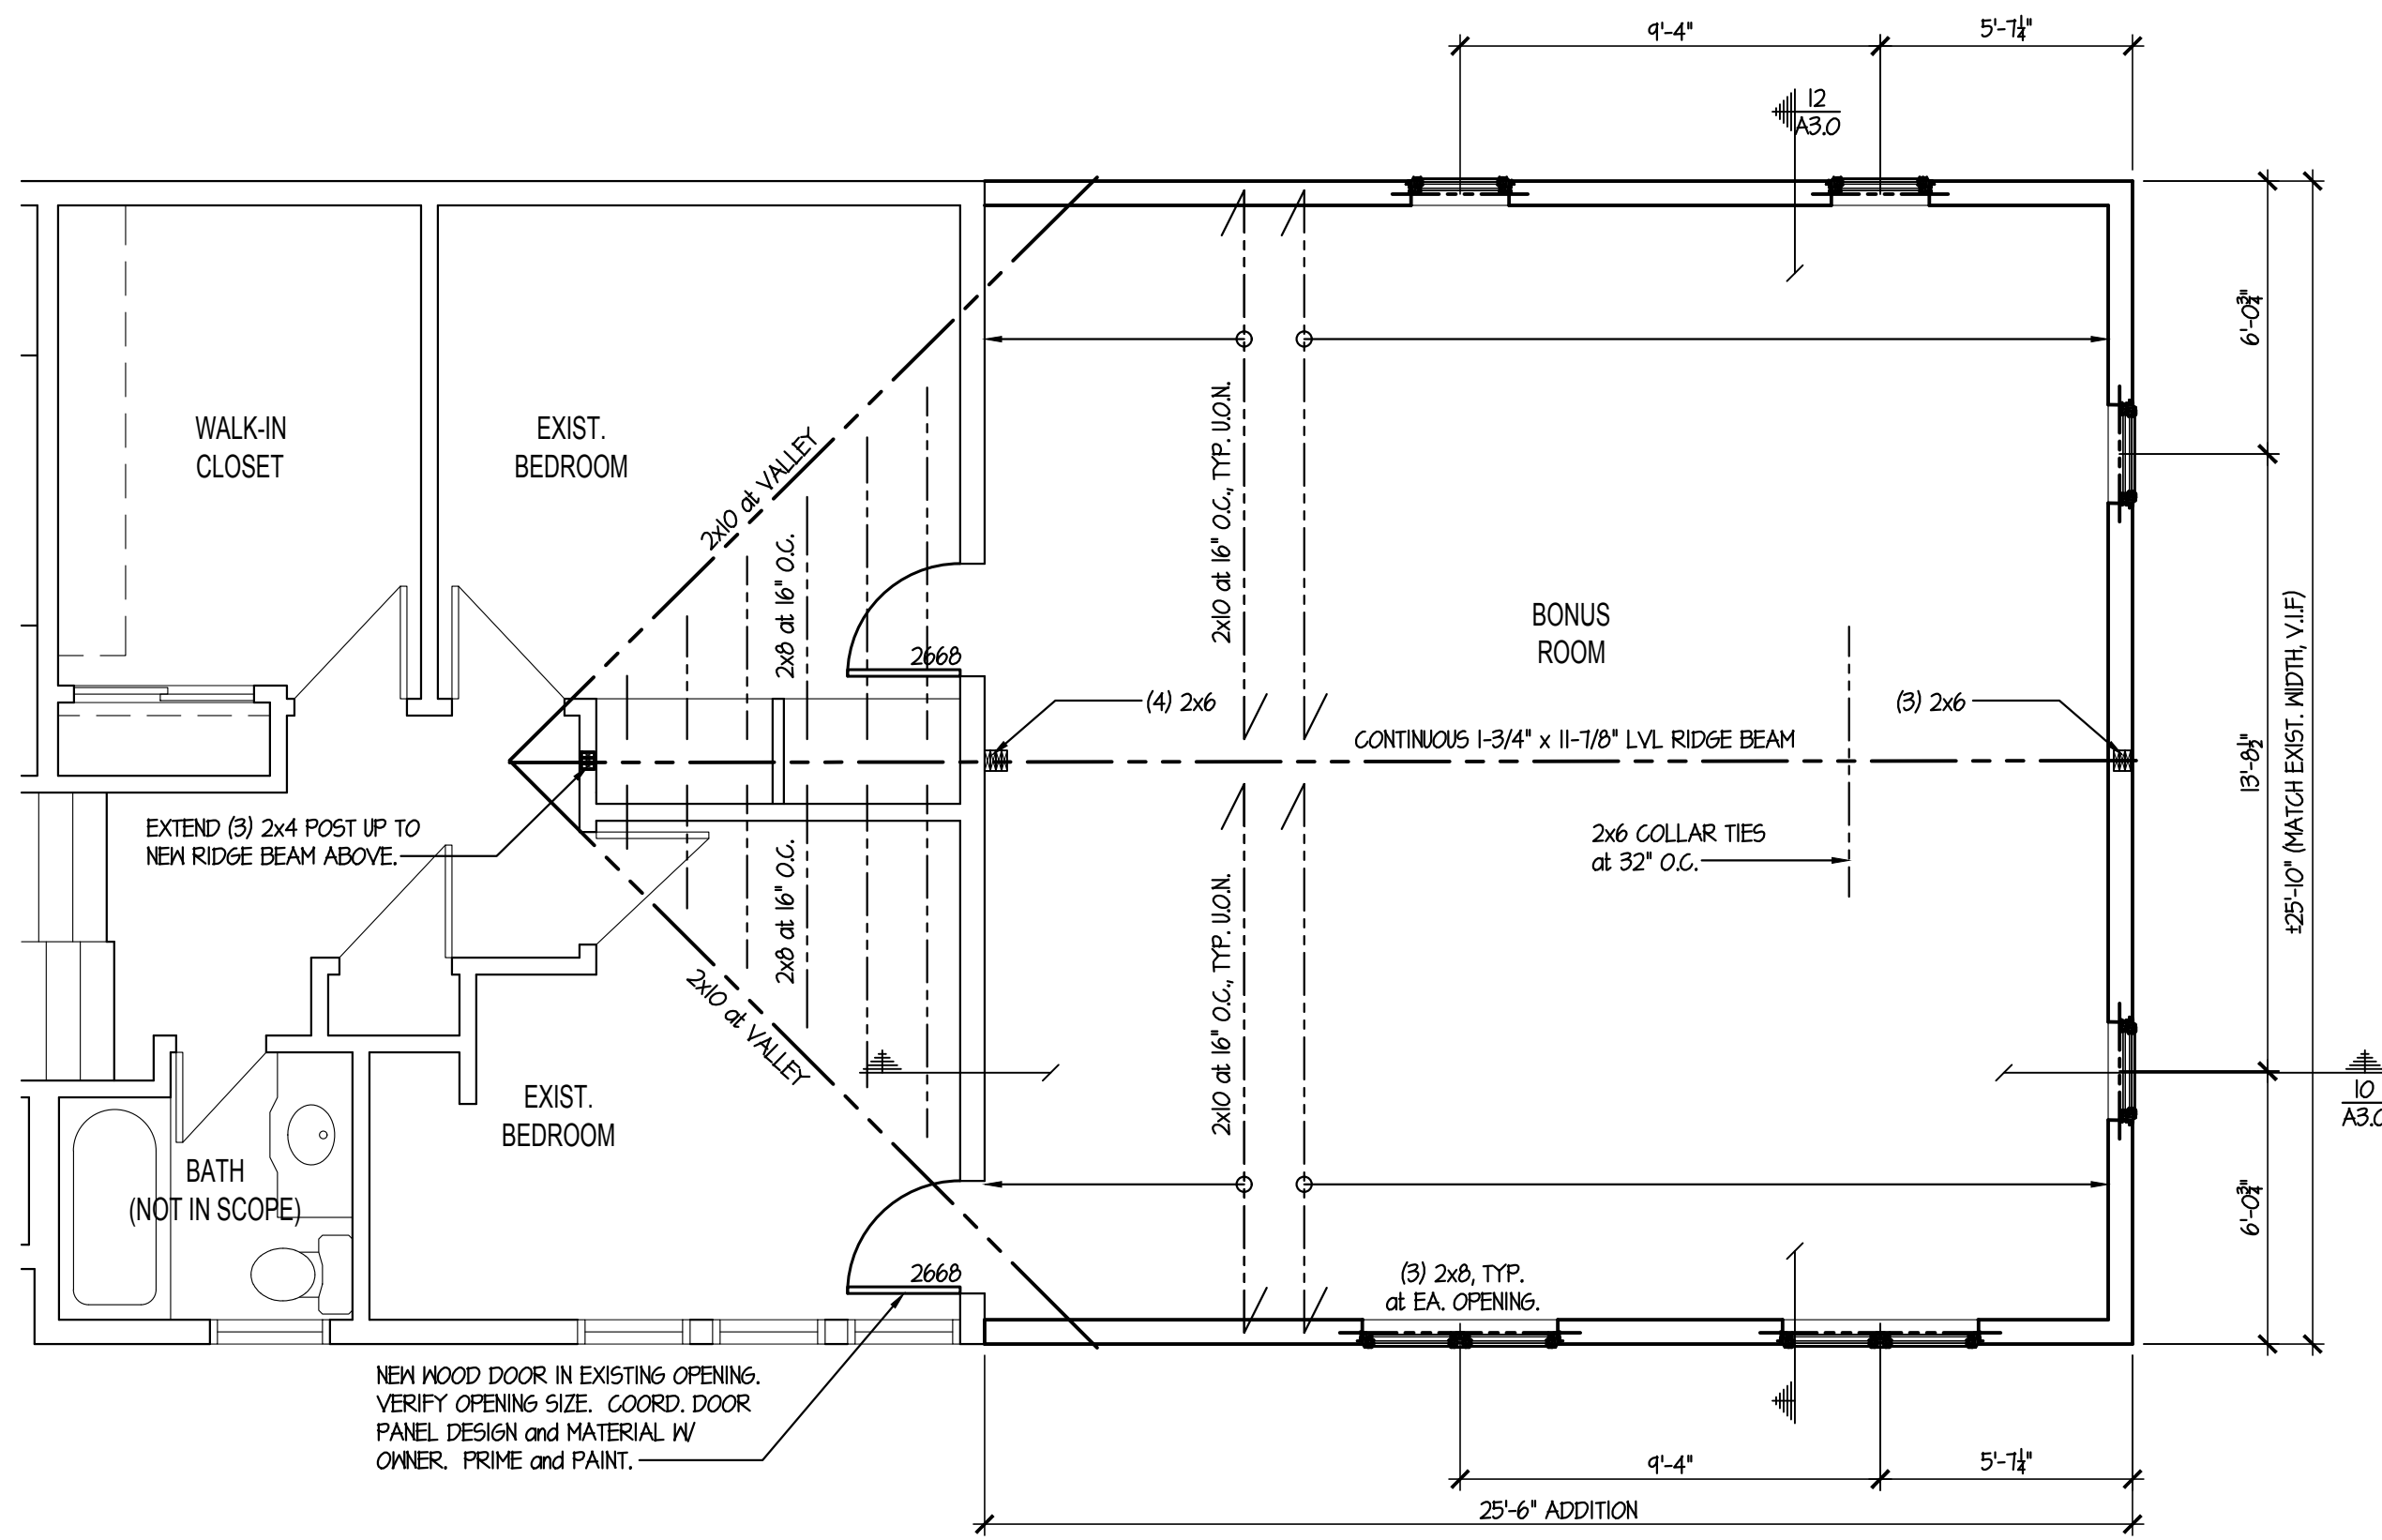 9'-4"
5'-7¼"
12
A3.0
6'-0¾"
WALK-IN
CLOSET
EXIST.
BEDROOM
2x10 at VALLEY
2x8 at 16" O.C.
2x10 at 16" O.C., TYP. U.O.N.
BONUS
ROOM
2668
(4) 2x6
(3) 2x6
CONTINUOUS 1-3/4" x 11-7/8" LVL RIDGE BEAM
13'-8½"
±25'-10" (MATCH EXIST. WIDTH, V.I.F)
EXTEND (3) 2x4 POST UP TO
NEW RIDGE BEAM ABOVE.
2x6 COLLAR TIES
at 32" O.C.
2x8 at 16" O.C.
2x10 at 16" O.C., TYP. U.O.N.
2x10 at VALLEY
10
A3.0
EXIST.
BEDROOM
BATH
(NOT IN SCOPE)
6'-0¾"
2668
(3) 2x8, TYP.
at EA. OPENING.
NEW WOOD DOOR IN EXISTING OPENING.
VERIFY OPENING SIZE. COORD. DOOR
PANEL DESIGN and MATERIAL W/
OWNER. PRIME and PAINT.
9'-4"
5'-7¼"
25'-6" ADDITION